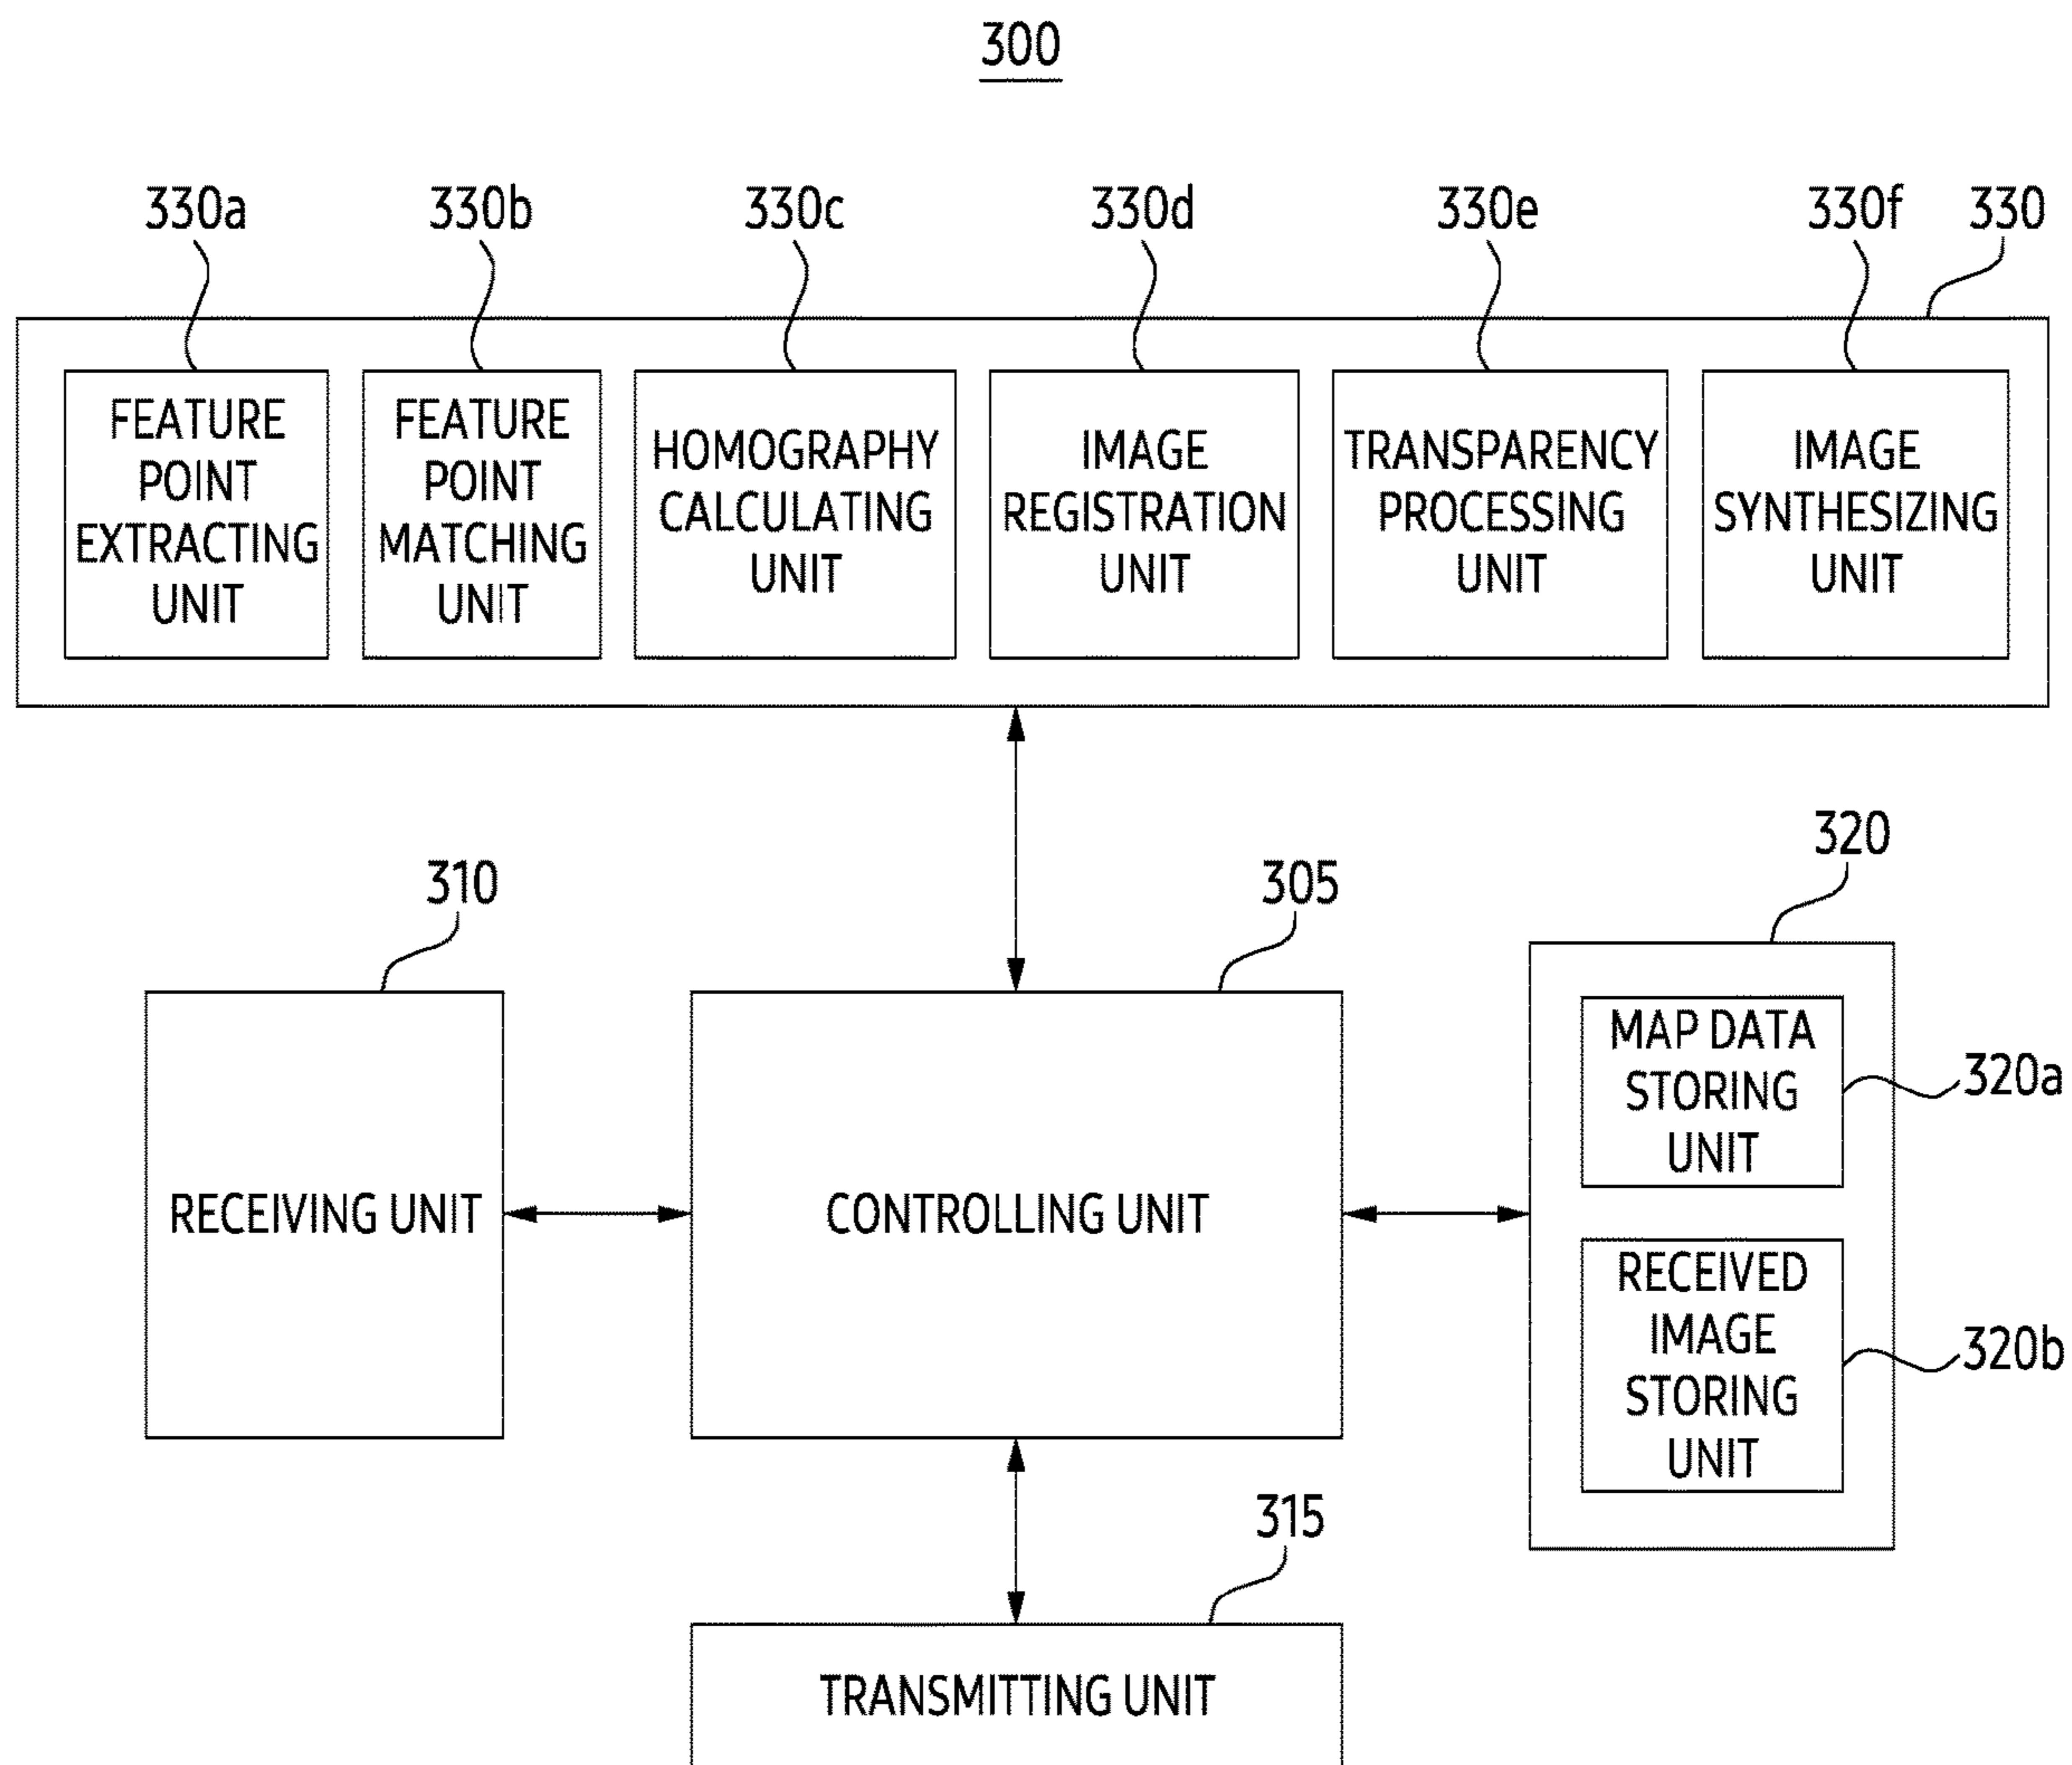 300
330a 330b 330c 330d 330e 330f 330
FEATURE
POINT
EXTRACTING
UNIT
FEATURE
POINT
MATCHING
UNIT
HOMOGRAPHY
CALCULATING
UNIT
IMAGE
REGISTRATION
UNIT
TRANSPARENCY
PROCESSING
UNIT
IMAGE
SYNTHESIZING
UNIT
310
305
320
RECEIVING UNIT
CONTROLLING UNIT
MAP DATA
STORING
UNIT
320a
RECEIVED
IMAGE
STORING
UNIT
320b
315
TRANSMITTING UNIT